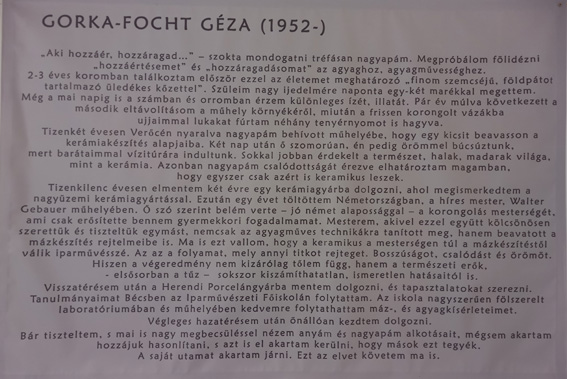 GORKA-FOCHT GÉZA (1952-)
„Aki hozzáér, hozzáragad...” – szokta mondogatni tréfásan nagyapám. Megpróbálom fölidézni
„hozzáértésemet” és „hozzáragadásomat” az agyaghoz, agyagművességhez.
2-3 éves koromban találkoztam először ezzel az életemet meghatározó „finom szemcséjű, földpátot
tartalmazó üledékes kőzettel”. Szüleim nagy ijedelmére naponta egy-két marékkal megettem.
Még a mai napig is a számban és orromban érzem különleges ízét, illatát. Pár év múlva következett a
második eltávolításom a műhely környékéről, miután a frissen korongolt vázákba
ujjaimmal lukakat fúrtam néhány tenyérnyomot is hagyva.
Tizenkét évesen Verőcén nyaralva nagyapám behívott műhelyébe, hogy egy kicsit beavasson a
kerámiakészítés alapjaiba. Két nap után ő szomorúan, én pedig örömmel búcsúztunk,
mert barátaimmal vízitúrára indultunk. Sokkal jobban érdekelt a természet, halak, madarak világa,
mint a kerámia. Azonban nagyapám csalódottságát érezve elhatároztam magamban,
hogy egyszer csak azért is keramikus leszek.
Tizenkilenc évesen elmentem két évre egy kerámiagyárba dolgozni, ahol megismerkedtem a
nagyüzemi kerámiagyártással. Ezután egy évet töltöttem Németországban, a híres mester, Walter
Gebauer műhelyében. Ő szó szerint belém verte – jó német alapossággal – a korongolás mesterségét,
ami csak erősítette bennem gyermekkori fogadalmamat. Mesterem, akivel ezzel együtt kölcsönösen
szerettük és tiszteltük egymást, nemcsak az agyagműves technikákra tanított meg, hanem beavatott a
mázkészítés rejtelmeibe is. Ma is ezt vallom, hogy a keramikus a mesterségen túl a mázkészítéstől
válik iparművésszé. Az az a folyamat, mely annyi titkot rejteget. Bosszúságot, csalódást és örömöt.
Hiszen a végeredmény nem kizárólag tőlem függ, hanem a természeti erők,
- elsősorban a tűz – sokszor kiszámíthatatlan, ismeretlen hatásaitól is.
Visszatérésem után a Herendi Porcelángyárba mentem dolgozni, és tapasztalatokat szerezni.
Tanulmányaimat Bécsben az Iparművészeti Főiskolán folytattam. Az iskola nagyszerűen fölszerelt
laboratóriumában és műhelyében kedvemre folytathattam máz-, és agyagkísérleteimet.
Végleges hazatérésem után önállóan kezdtem dolgozni.
Bár tiszteltem, s mai is nagy megbecsüléssel nézem anyám és nagyapám alkotásait, mégsem akartam
hozzájuk hasonlítani, s azt is el akartam kerülni, hogy mások ezt tegyék.
A saját utamat akartam járni. Ezt az elvet követem ma is.